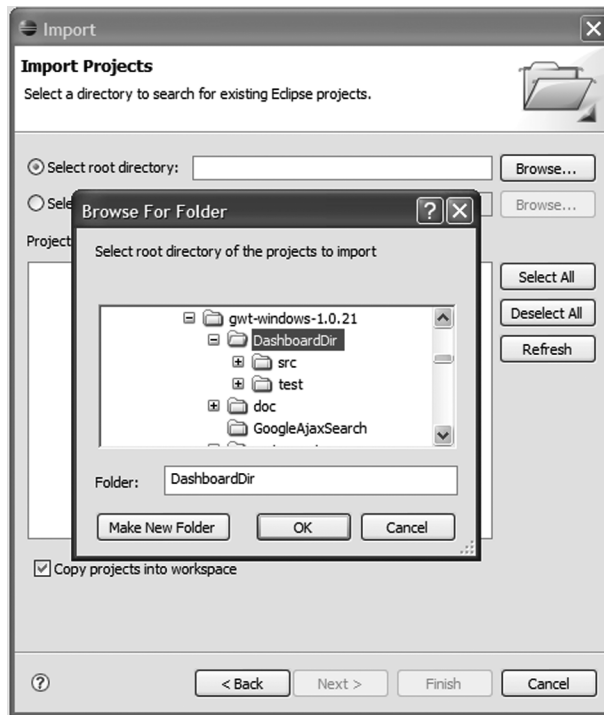 Import
Import Projects
Select a directory to search for existing Eclipse projects.
Select root directory:
Browse...
Browse...
Browse For Folder
Project
Select root directory of the projects to import
Select All
gwt-windows-1.0.21
Deselect All
DashboardDir
Refresh
src
test
doc
GoogleAjaxSearch
Folder: DashboardDir
Make New Folder OK Cancel
Copy projects into workspace
< Back Next > Finish Cancel